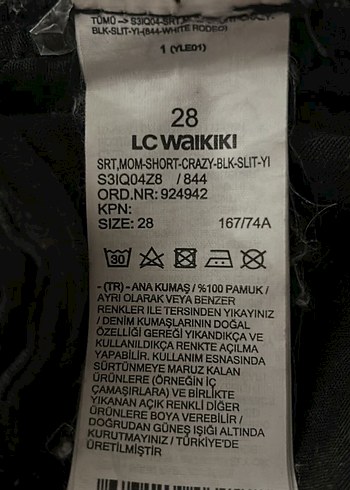 TÜMÜ -> S3IQ04-SRT,
BLK-SLIT-YI-(844-WHITE RODEO)
1 (YLE01)
28
LC WAIKIKI
SRT,MOM-SHORT-CRAZY-BLK-SLIT-YI
S3IQ04Z8 / 844
ORD.NR: 924942
KPN:
SIZE: 28 167/74A
30
- (TR) - ANA KUMAŞ / %100 PAMUK /
AYRI OLARAK VEYA BENZER
RENKLER İLE TERSİNDEN YIKAYINIZ
/ DENİM KUMAŞLARININ DOĞAL
ÖZELLİĞİ GEREĞİ YIKANDIKÇA VE
KULLANILDIKÇA RENKTE AÇILMA
YAPABİLİR. KULLANIM ESNASINDA
SÜRTÜNMEYE MARUZ KALAN
ÜRÜNLERE (ÖRNEĞİN İÇ
ÇAMAŞIRLARA) VE BİRLİKTE
YIKANAN AÇIK RENKLİ DİĞER
ÜRÜNLERE BOYA VEREBİLİR /
DOĞRUDAN GÜNEŞ IŞIĞI ALTINDA
KURUTMAYINIZ / TÜRKİYE'DE
ÜRETİLMİŞTİR